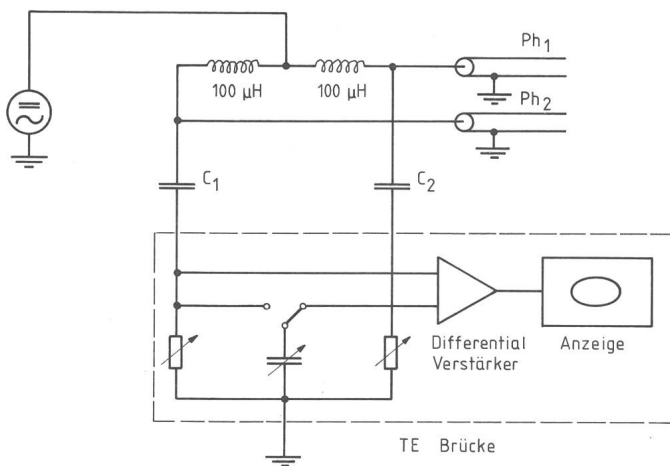 Ph1
100 µH
100 µH
Ph2
C1
C2
Differential
Verstärker
Anzeige
TE Brücke